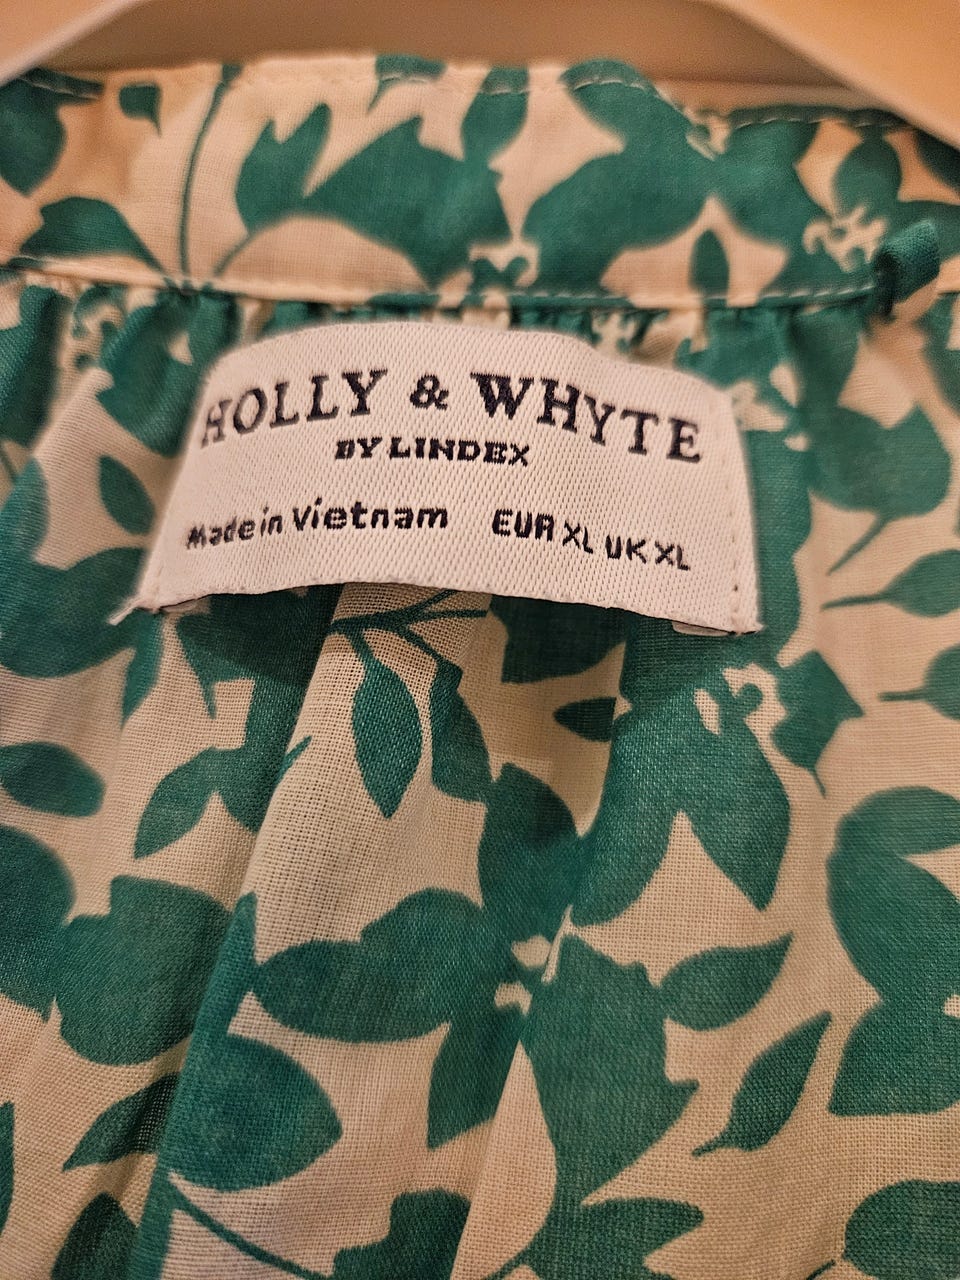 HOLLY & WHYTE
BY LINDEX
Made in Vietnam EUR XL UK XL